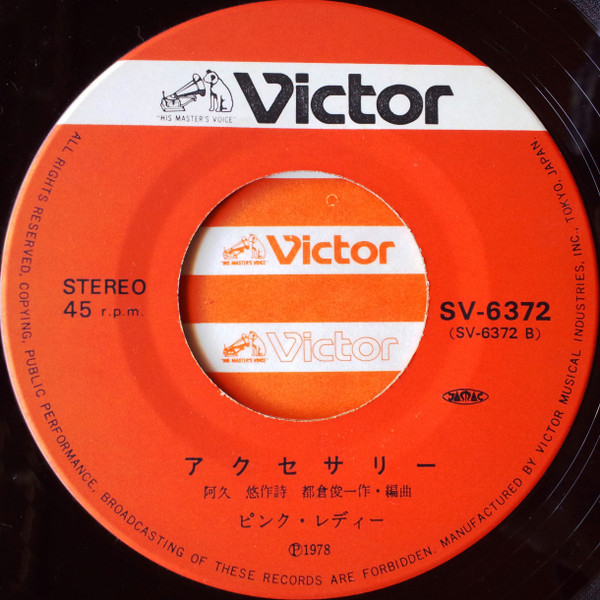 Victor
"HIS MASTER'S VOICE"
STEREO
45 r.p.m.
SV-6372
(SV-6372 B)
JASRAC
Victor
"HIS MASTER'S VOICE"
Victor
"HIS MASTER'S VOICE"
アクセサリー
阿久 悠作詩 都倉俊一作・編曲
ピンク・レディー
Ⓟ1978
ALL RIGHTS RESERVED, COPYING, PUBLIC PERFORMANCE, BROADCASTING OF THESE RECORDS ARE FORBIDDEN. MANUFACTURED BY VICTOR MUSICAL INDUSTRIES, INC., TOKYO, JAPAN